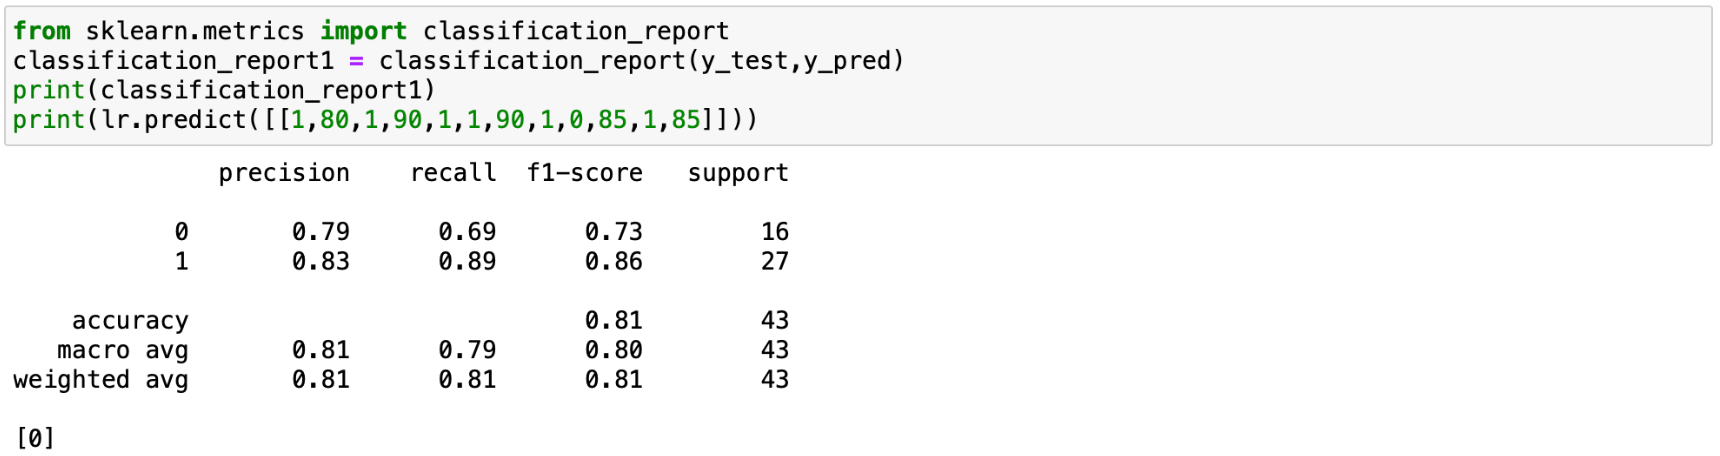 from sklearn.metrics import classification_report
classification_report1 = classification_report(y_test,y_pred)
print(classification_report1)
print(lr.predict([[1,80,1,90,1,1,90,1,0,85,1,85]]))
precision recall f1-score support
0 0.79 0.69 0.73 16
1 0.83 0.89 0.86 27
accuracy 0.81 43
macro avg 0.81 0.79 0.80 43
weighted avg 0.81 0.81 0.81 43
[0]